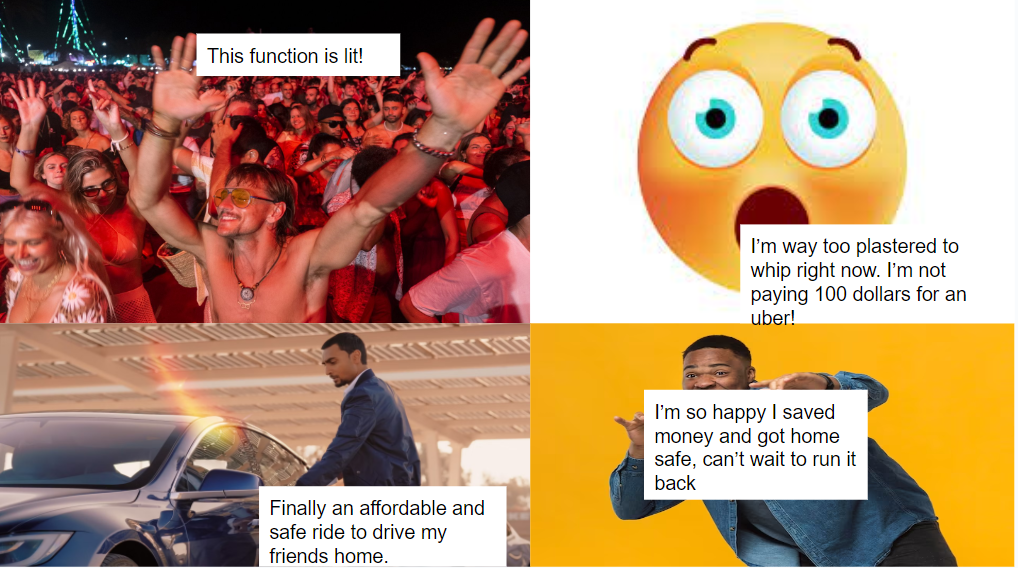 This function is lit!
I’m way too plastered to
whip right now. I’m not
paying 100 dollars for an
uber!
Finally an affordable and
safe ride to drive my
friends home.
I’m so happy I saved
money and got home
safe, can’t wait to run it
back